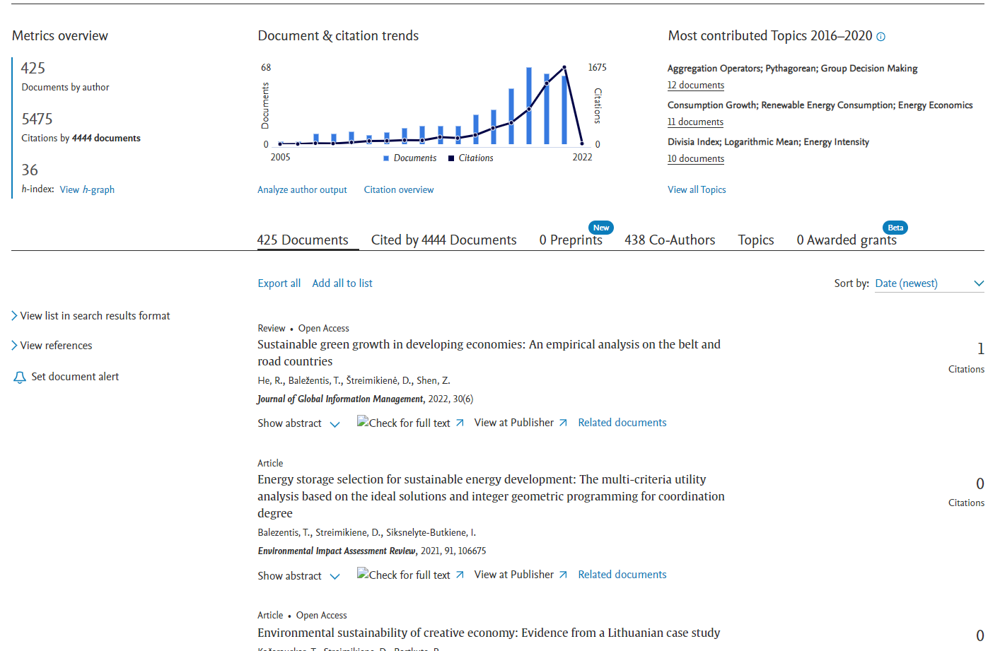 Metrics overview
425
Documents by author
5475
Citations by 4444 documents
36
h-index: View h-graph
Document & citation trends
68
1675
Documents
Citations
0
0
2005
2022
Documents Citations
Analyze author output Citation overview
Most contributed Topics 2016–2020
Aggregation Operators; Pythagorean; Group Decision Making
12 documents
Consumption Growth; Renewable Energy Consumption; Energy Economics
11 documents
Divisia Index; Logarithmic Mean; Energy Intensity
10 documents
View all Topics
New
Beta
425 Documents Cited by 4444 Documents 0 Preprints 438 Co-Authors Topics 0 Awarded grants
Export all Add all to list
Sort by: Date (newest)
View list in search results format
View references
Set document alert
Review • Open Access
Sustainable green growth in developing economies: An empirical analysis on the belt and
road countries
He, R., Baležentis, T., Štreimikienė, D., Shen, Z.
Journal of Global Information Management, 2022, 30(6)
1
Citations
Show abstract Check for full text View at Publisher Related documents
Article
Energy storage selection for sustainable energy development: The multi-criteria utility
analysis based on the ideal solutions and integer geometric programming for coordination
degree
Balezentis, T., Streimikiene, D., Siksnelyte-Butkiene, I.
Environmental Impact Assessment Review, 2021, 91, 106675
0
Citations
Show abstract Check for full text View at Publisher Related documents
Article • Open Access
Environmental sustainability of creative economy: Evidence from a Lithuanian case study
0